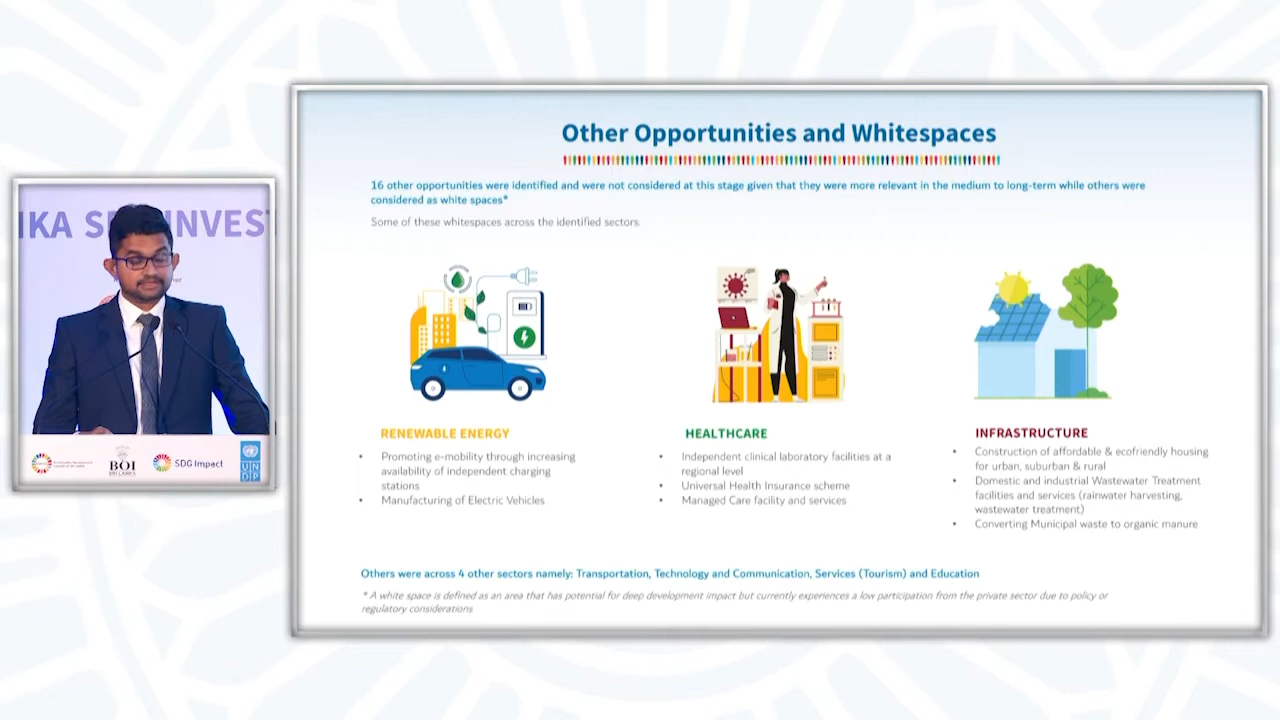 Other Opportunities and Whitespaces
16 other opportunities were identified and were not considered at this stage given that they were more relevant in the medium to long-term while others were
considered as white spaces*
Some of these whitespaces across the identified sectors:
RENEWABLE ENERGY
• Promoting e-mobility through increasing
availability of independent charging
stations
• Manufacturing of Electric Vehicles
HEALTHCARE
• Independent clinical laboratory facilities at a
regional level
• Universal Health Insurance scheme
• Managed Care facility and services
INFRASTRUCTURE
• Construction of affordable & ecofriendly housing
for urban, suburban & rural
• Domestic and industrial Wastewater Treatment
facilities and services (rainwater harvesting,
wastewater treatment)
• Converting Municipal waste to organic manure
Others were across 4 other sectors namely: Transportation, Technology and Communication, Services (Tourism) and Education
* A white space is defined as an area that has potential for deep development impact but currently experiences a low participation from the private sector due to policy or
regulatory considerations
INVEST
BOI
SRI LANKA
SDG Impact
UN
DP